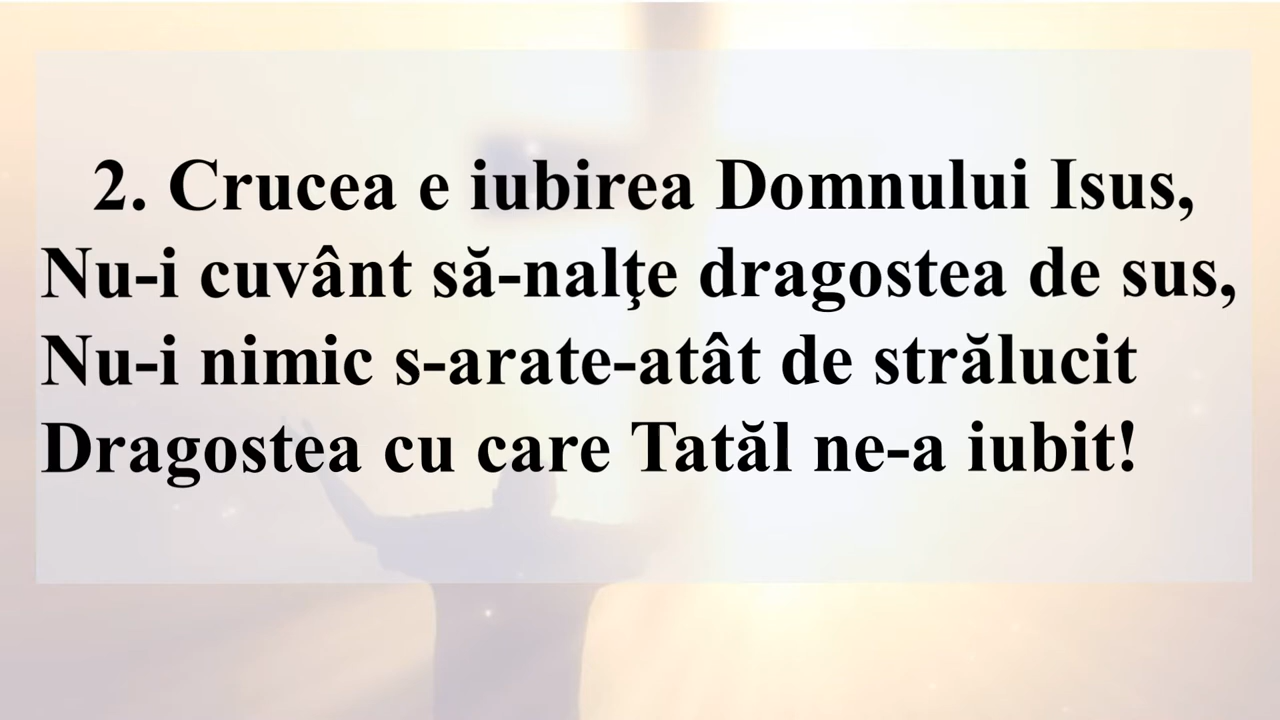 2. Crucea e iubirea Domnului Isus,
Nu-i cuvânt să-nalţe dragostea de sus,
Nu-i nimic s-arate-atât de strălucit
Dragostea cu care Tatăl ne-a iubit!